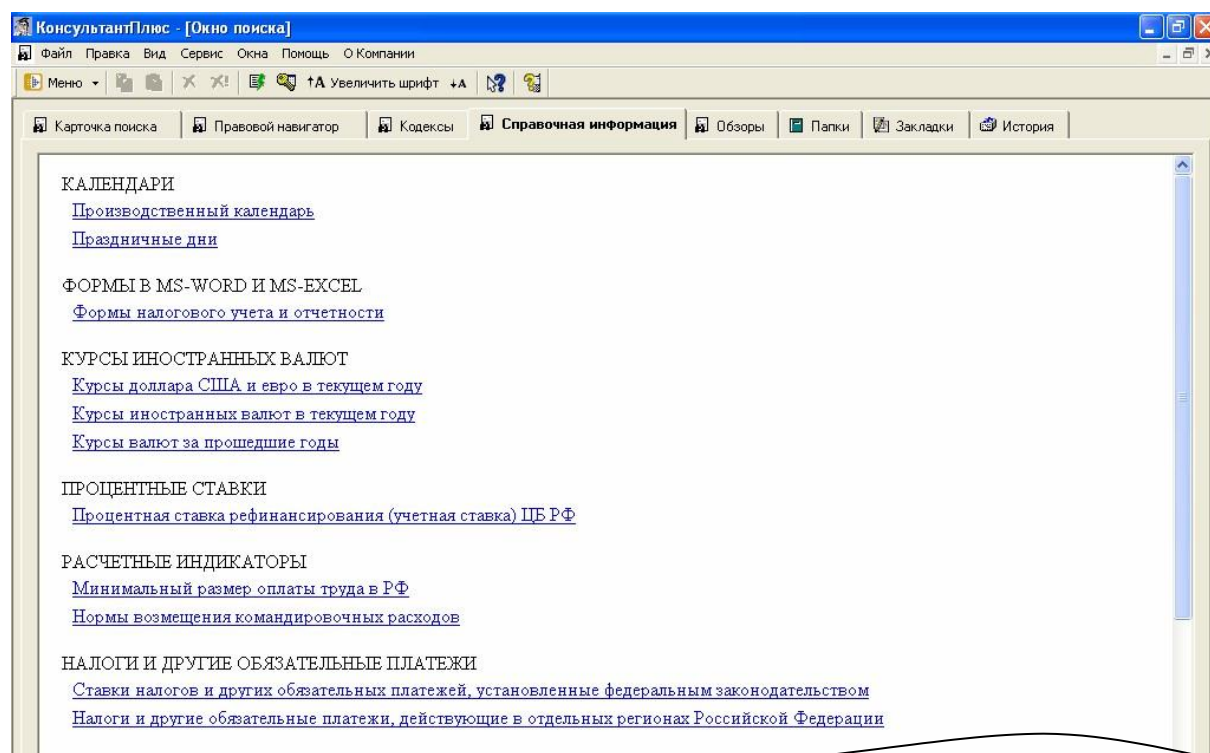 КонсультантПлюс - [Окно поиска]
Файл Правка Вид Сервис Окна Помощь О Компании
Меню Увеличить шрифт
Карточка поиска Правовой навигатор Кодексы Справочная информация Обзоры Папки Закладки История
КАЛЕНДАРИ
Производственный календарь
Праздничные дни
ФОРМЫ В MS-WORD И MS-EXCEL
Формы налогового учета и отчетности
КУРСЫ ИНОСТРАННЫХ ВАЛЮТ
Курсы доллара США и евро в текущем году
Курсы иностранных валют в текущем году
Курсы валют за прошедшие годы
ПРОЦЕНТНЫЕ СТАВКИ
Процентная ставка рефинансирования (учетная ставка) ЦБ РФ
РАСЧЕТНЫЕ ИНДИКАТОРЫ
Минимальный размер оплаты труда в РФ
Нормы возмещения командировочных расходов
НАЛОГИ И ДРУГИЕ ОБЯЗАТЕЛЬНЫЕ ПЛАТЕЖИ
Ставки налогов и других обязательных платежей, установленные федеральным законодательством
Налоги и другие обязательные платежи, действующие в отдельных регионах Российской Федерации